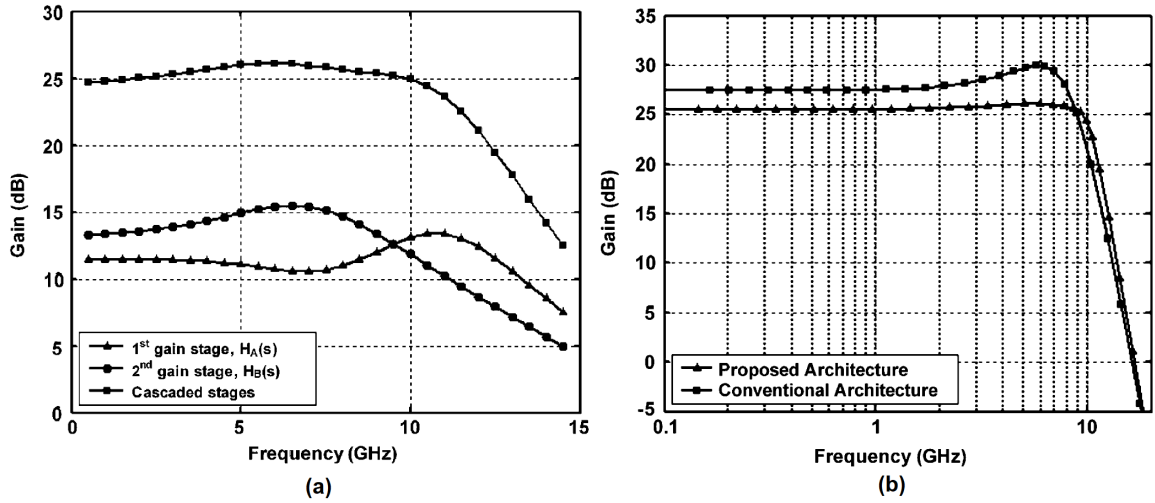 30
25
20
15
10
5
0
0
5
10
15
Gain (dB)
Frequency (GHz)
1st gain stage, HA(s)
2nd gain stage, HB(s)
Cascaded stages
(a)
35
30
25
20
15
10
5
0
-5
0.1
1
10
Gain (dB)
Frequency (GHz)
Proposed Architecture
Conventional Architecture
(b)